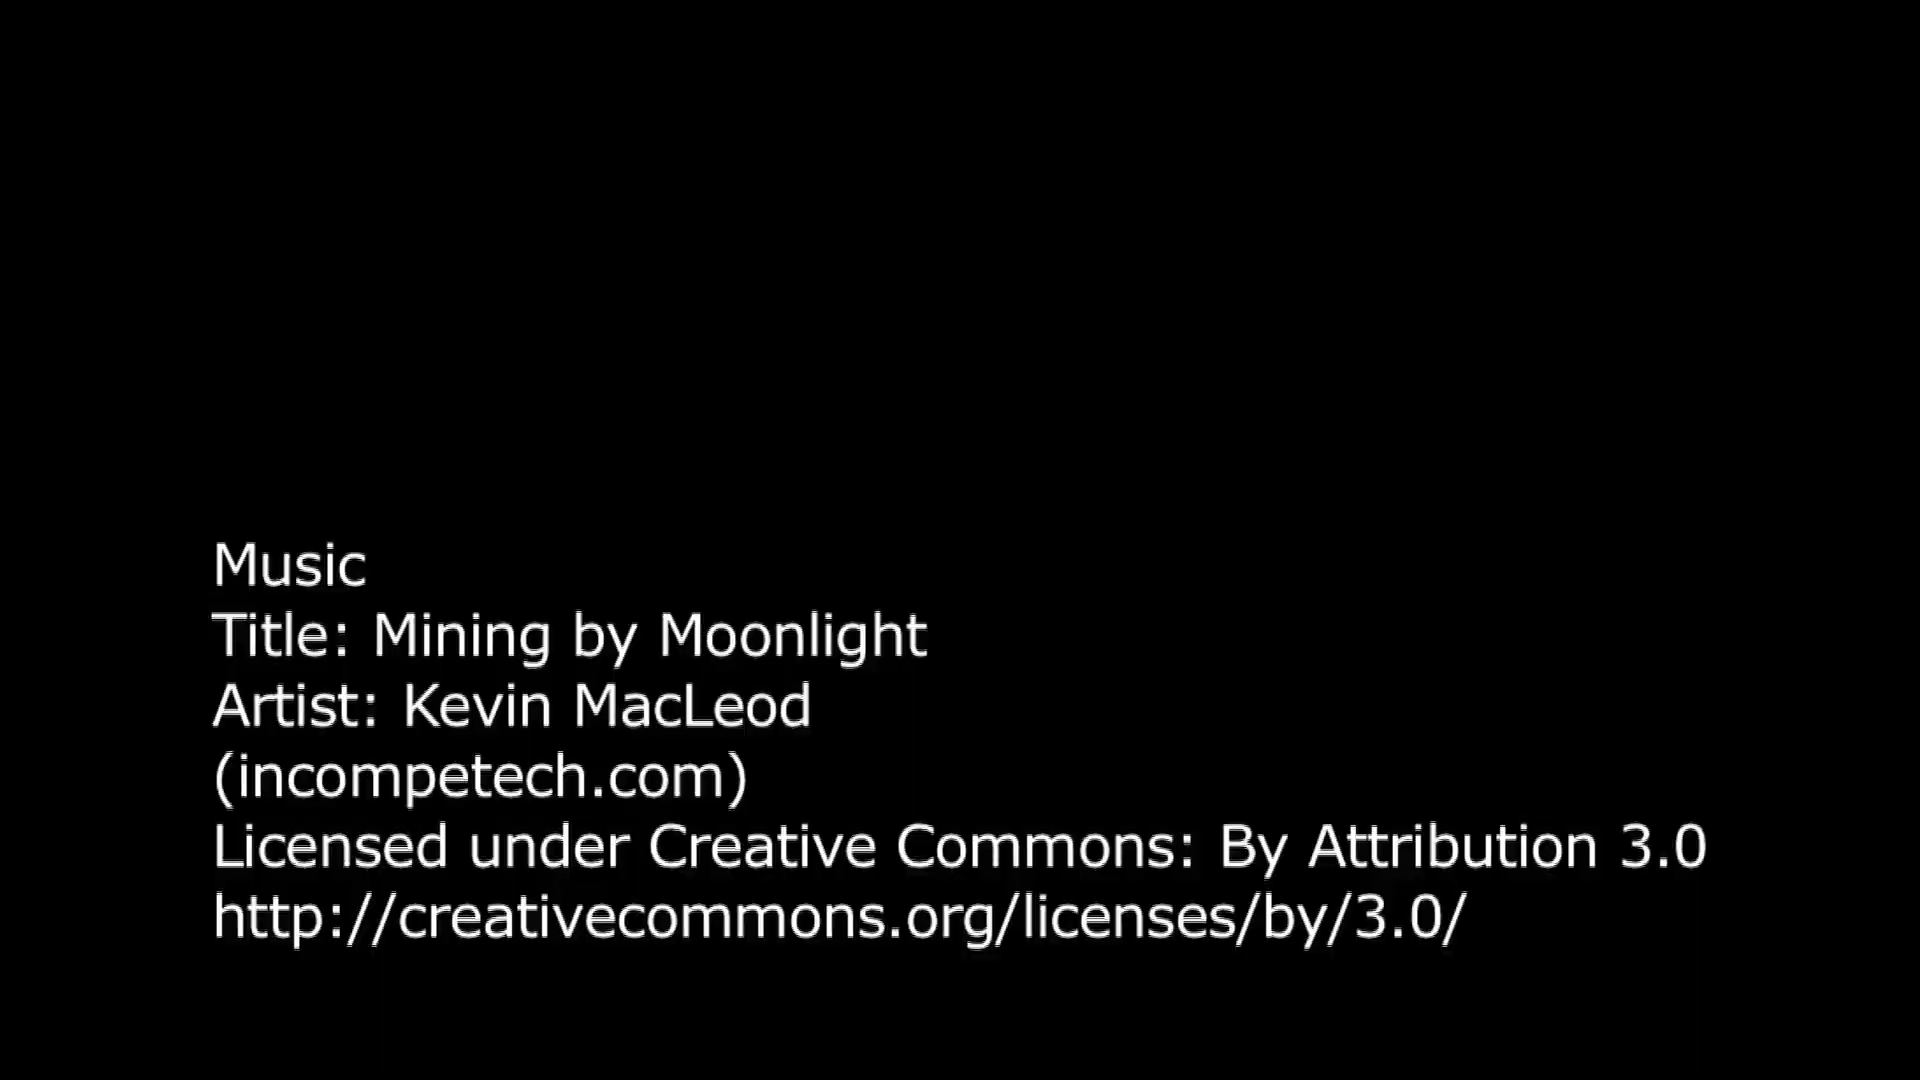 Music
Title: Mining by Moonlight
Artist: Kevin MacLeod
(incompetech.com)
Licensed under Creative Commons: By Attribution 3.0
http://creativecommons.org/licenses/by/3.0/